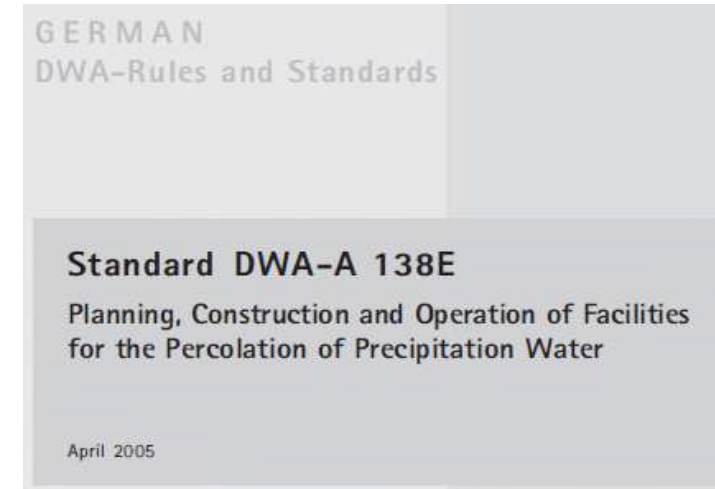 GERMAN
DWA-Rules and Standards
Standard DWA-A 138E
Planning, Construction and Operation of Facilities
for the Percolation of Precipitation Water
April 2005